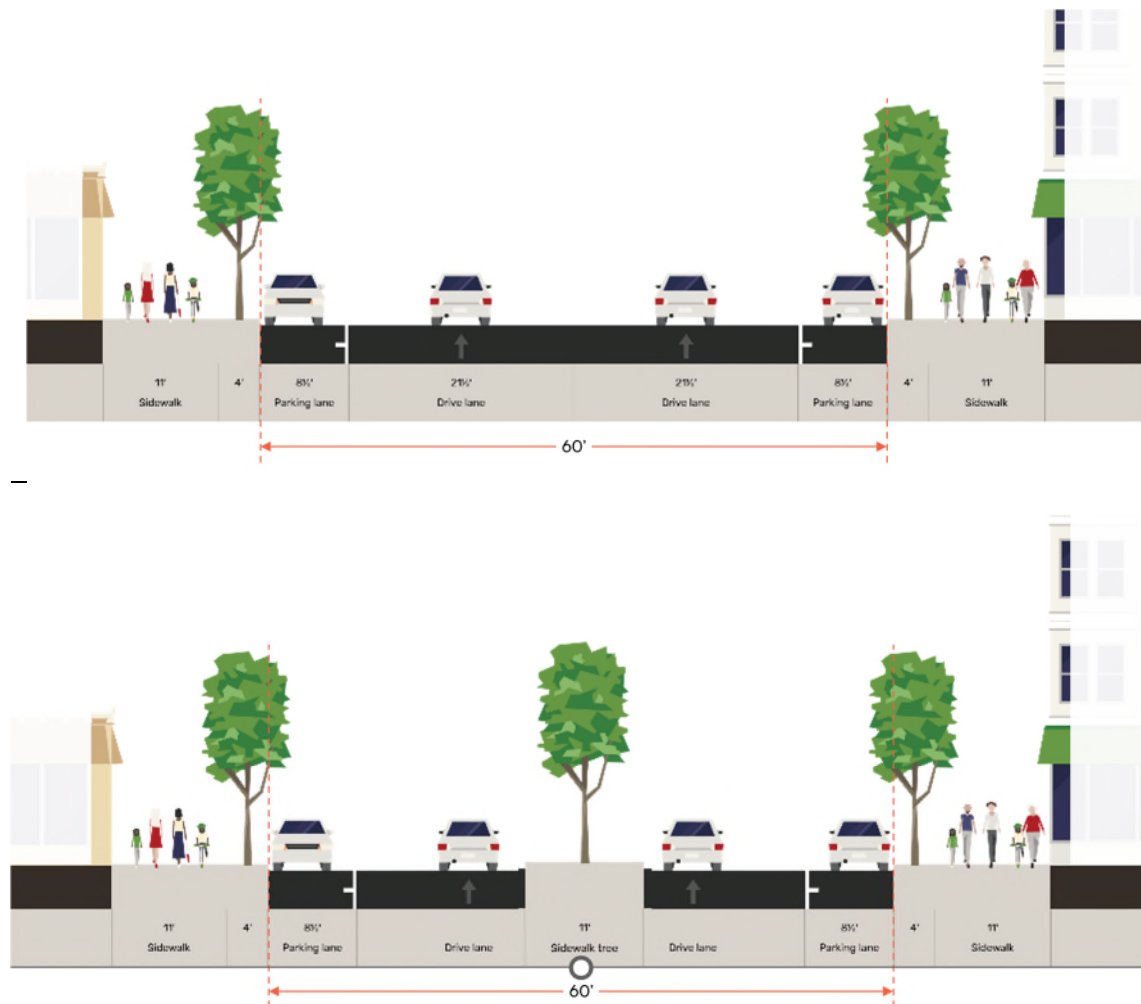 11' 4' 8½' 21½' 21½' 8½' 4' 11'
Sidewalk Parking lane Drive lane Drive lane Parking lane Sidewalk
60'
11' 4' 8½' 11' 8½' 4' 11'
Sidewalk Parking lane Drive lane Sidewalk tree Drive lane Parking lane Sidewalk
60'